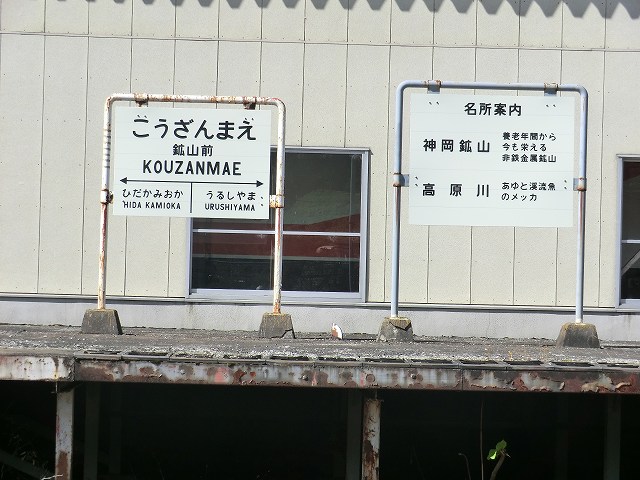 こうざんまえ
鉱山前
KOUZANMAE
ひだかみおか うるしやま
HIDA KAMIOKA URUSHIYAMA
名所案内
神岡鉱山 養老年間から
今も栄える
非鉄金属鉱山
高原川 あゆと渓流魚
のメッカ